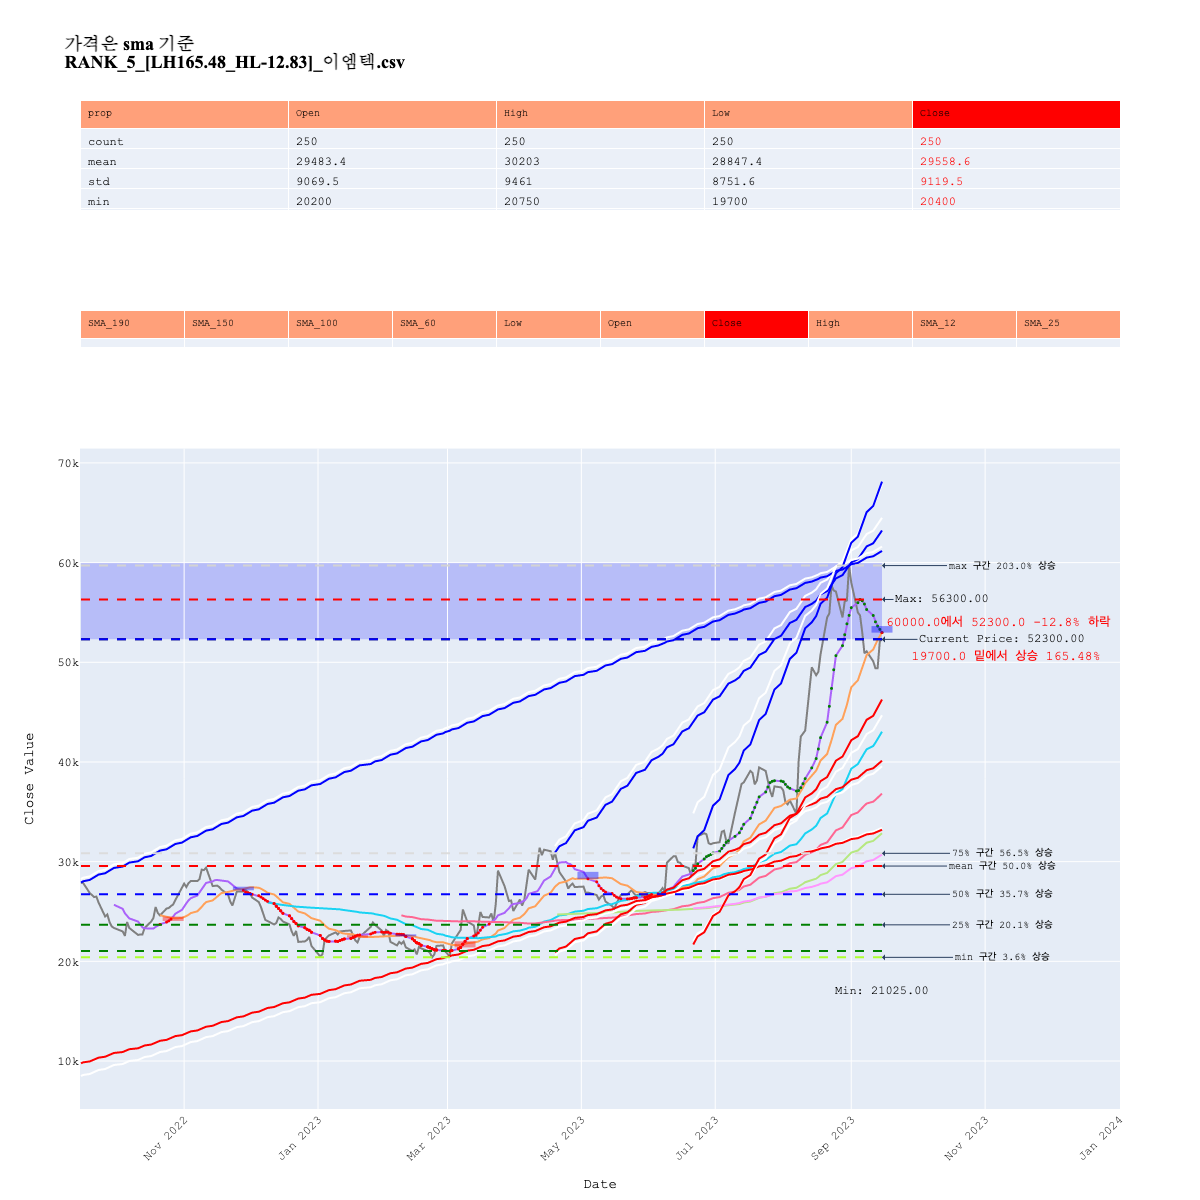 가격은 sma 기준
RANK_5_[LH165.48_HL-12.83]_이엠텍.csv
prop Open High Low Close
count 250 250 250 250
mean 29483.4 30203 28847.4 29558.6
std 9069.5 9461 8751.6 9119.5
min 20200 20750 19700 20400
SMA_190 SMA_150 SMA_100 SMA_60 Low Open Close High SMA_12 SMA_25
70k
60k
50k
40k
30k
20k
10k
Close Value
max 구간 203.0% 상승
Max: 56300.00
60000.0에서 52300.0 -12.8% 하락
Current Price: 52300.00
19700.0 밑에서 상승 165.48%
75% 구간 56.5% 상승
mean 구간 50.0% 상승
50% 구간 35.7% 상승
25% 구간 20.1% 상승
min 구간 3.6% 상승
Min: 21025.00
Nov 2022
Jan 2023
Mar 2023
May 2023
Jul 2023
Sep 2023
Nov 2023
Jan 2024
Date